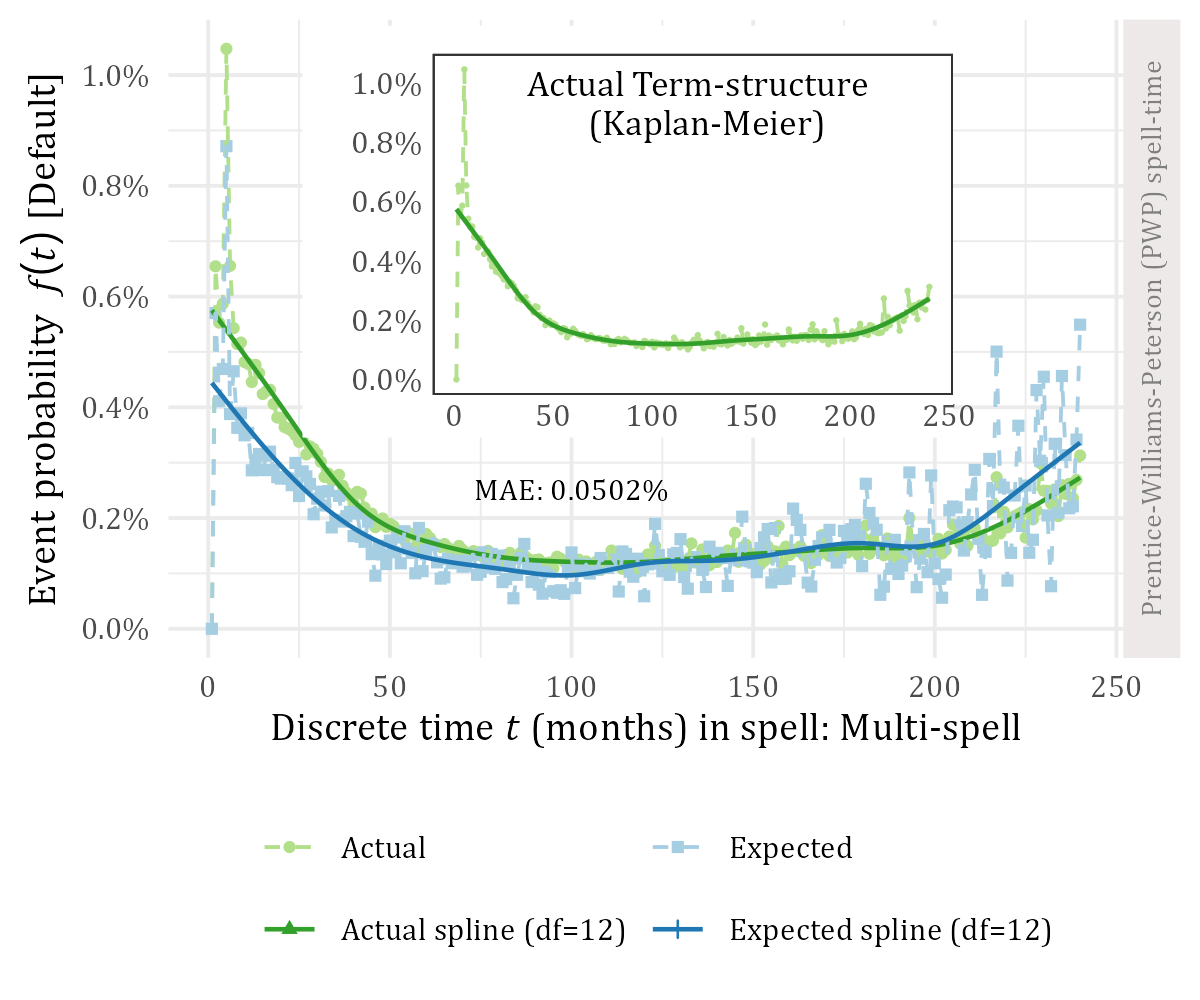 Event probability f(t) [Default]
1.0%
0.8%
0.6%
0.4%
0.2%
0.0%
Actual Term-structure
(Kaplan-Meier)
1.0%
0.8%
0.6%
0.4%
0.2%
0.0%
0 50 100 150 200 250
MAE: 0.0502%
Prentice-Williams-Peterson (PWP) spell-time
0 50 100 150 200 250
Discrete time t (months) in spell: Multi-spell
Actual Expected
Actual spline (df=12) Expected spline (df=12)